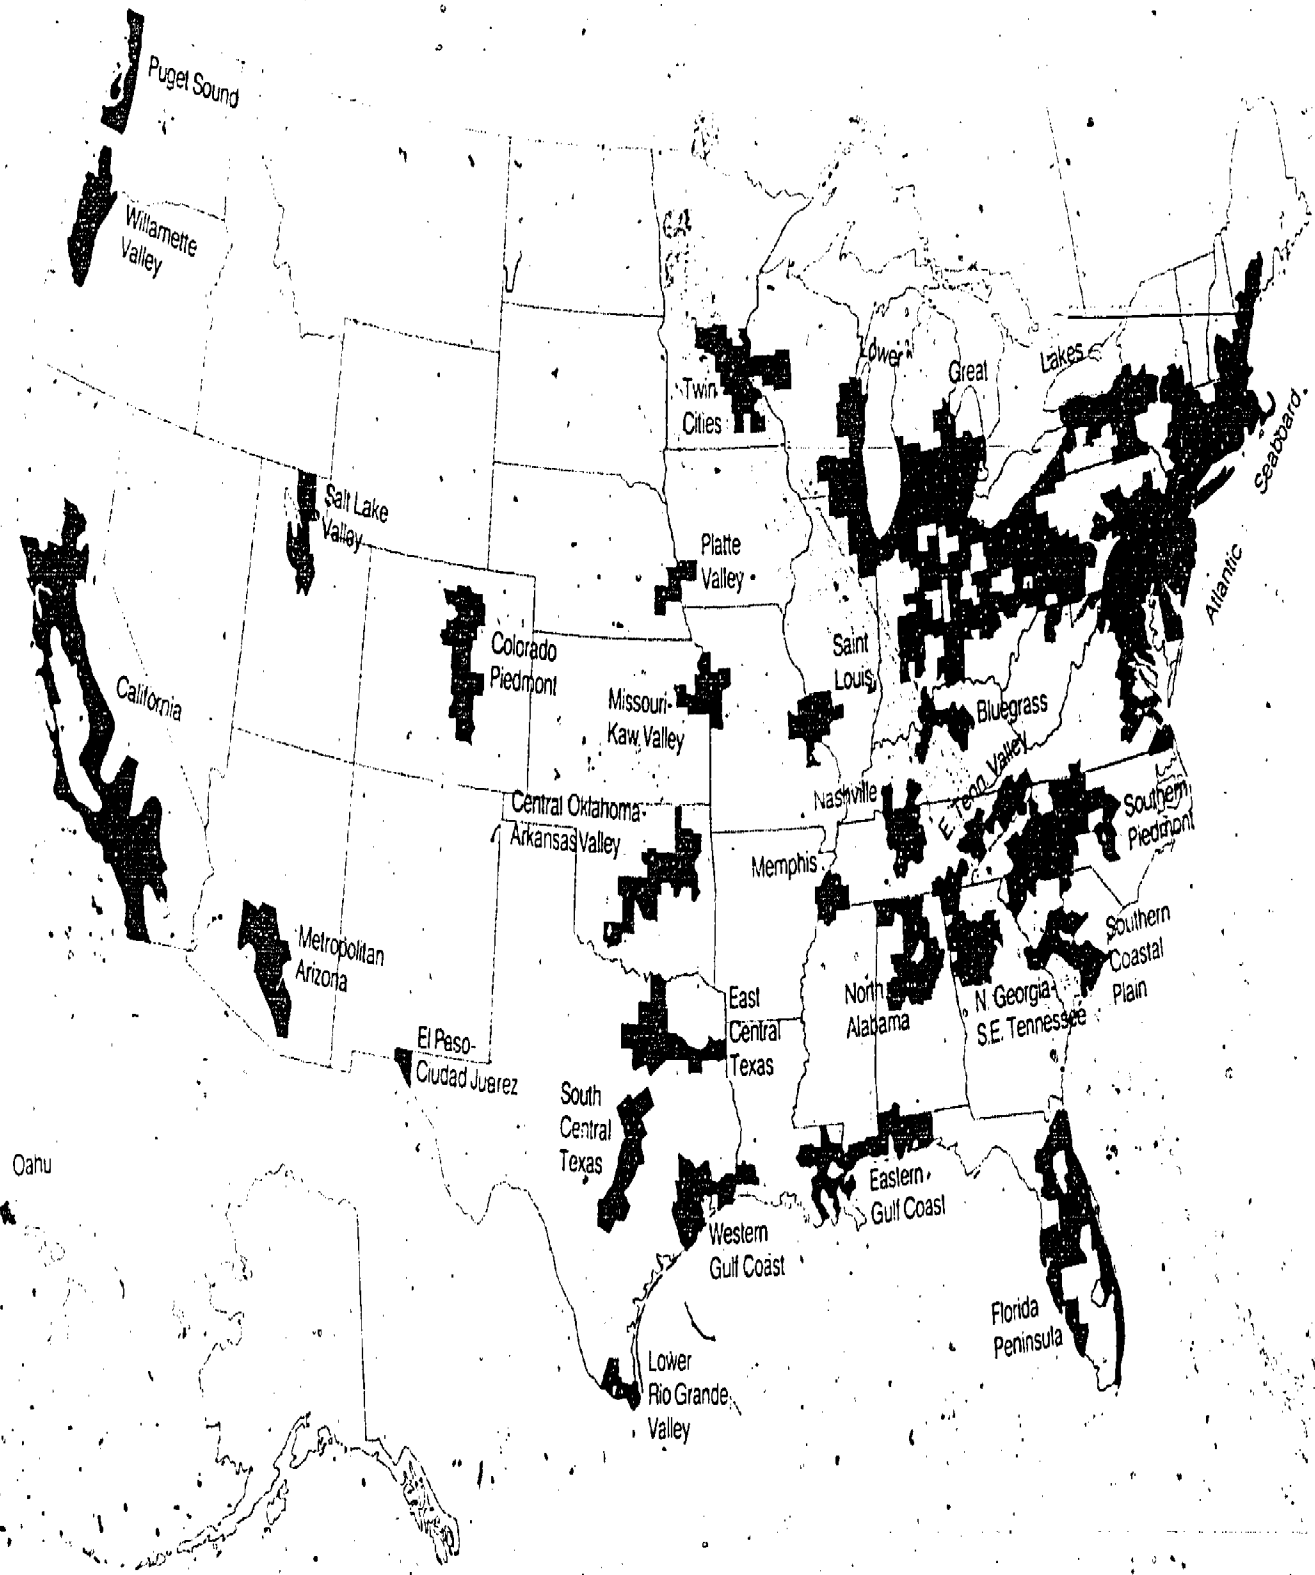 Puget Sound
Willamette
Valley
Lower
Great
Lakes
Twin
Cities
Atlantic Seaboard
Salt Lake
Valley
Platte
Valley
Colorado
Piedmont
California
Missouri-
Kaw Valley
Saint
Louis
Bluegrass
Central Oklahoma-
Arkansas Valley
Nashville
E. Tenn. Valley
Southern
Piedmont
Memphis
Metropolitan
Arizona
Southern
Coastal
Plain
North
Alabama
N. Georgia-
S.E. Tennessee
East
Central
Texas
El Paso-
Ciudad Juarez
South
Central
Texas
Oahu
Eastern
Gulf Coast
Western
Gulf Coast
Florida
Peninsula
Lower
Rio Grande
Valley